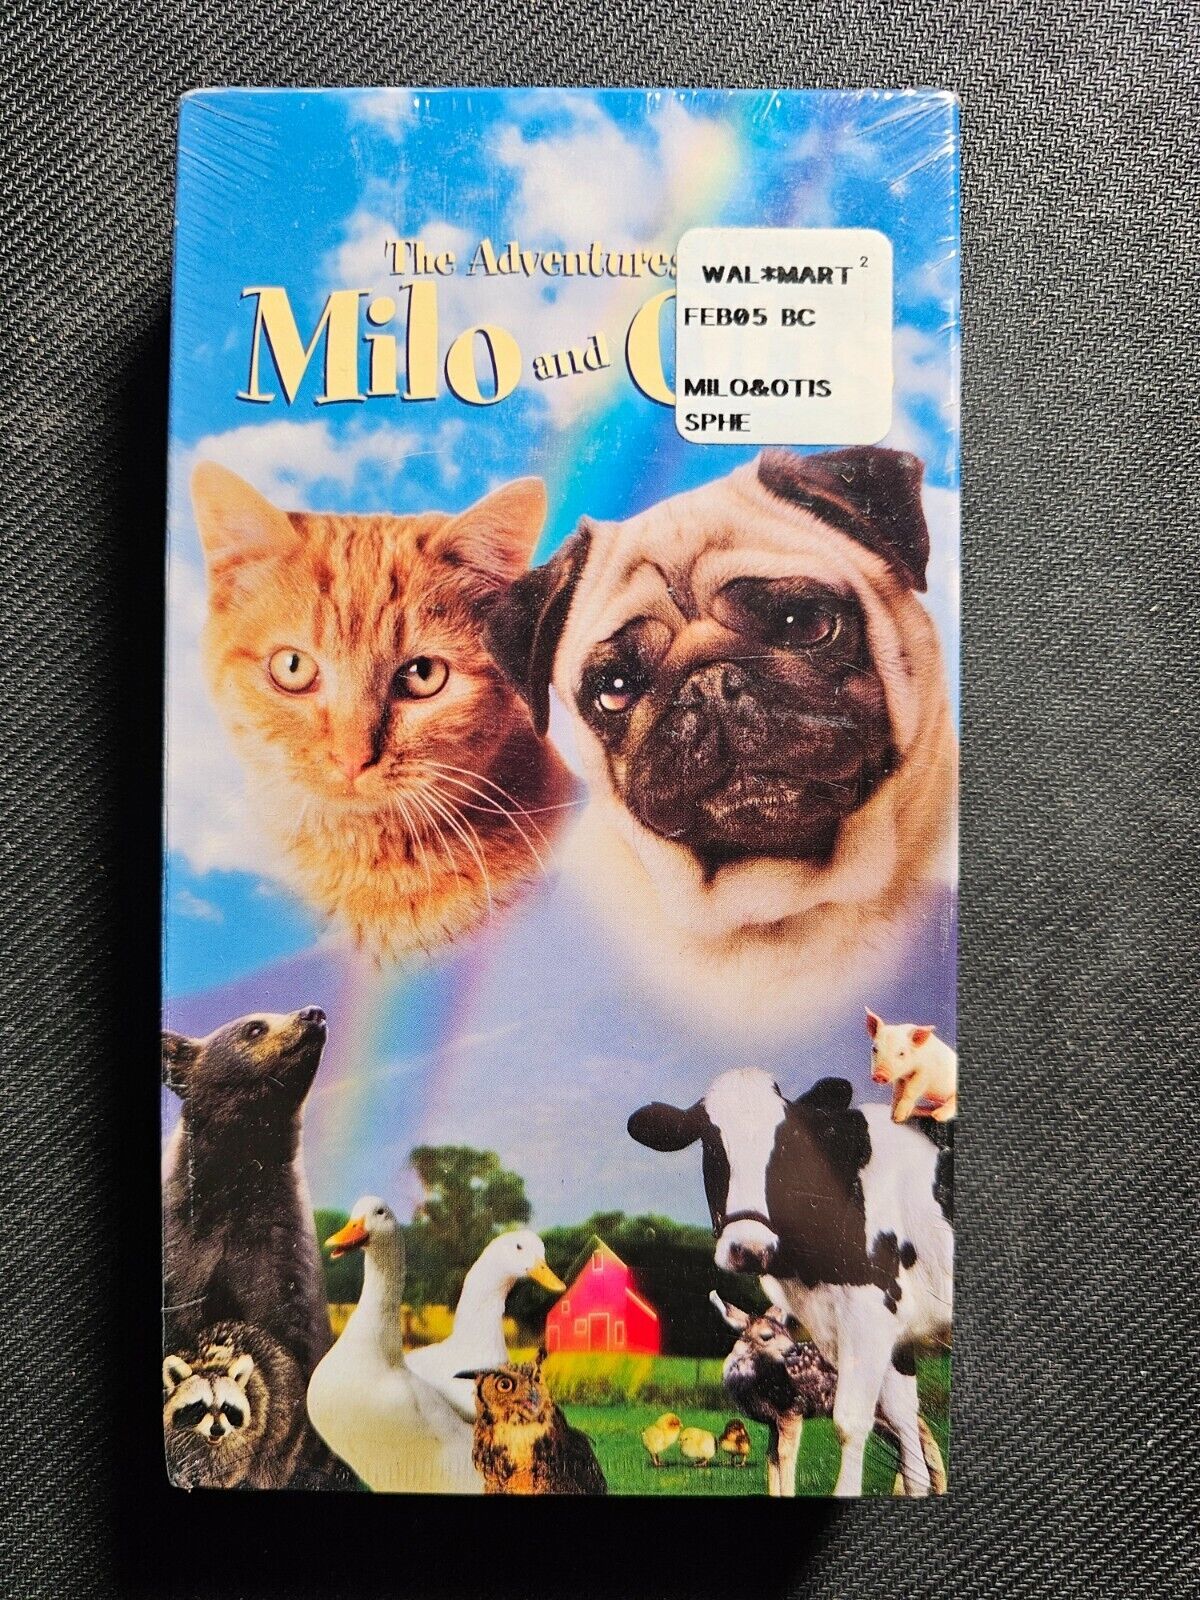 The Adventures
Milo and O
WAL*MART 2
FEB05 BC
MILO&OTIS
SPHE